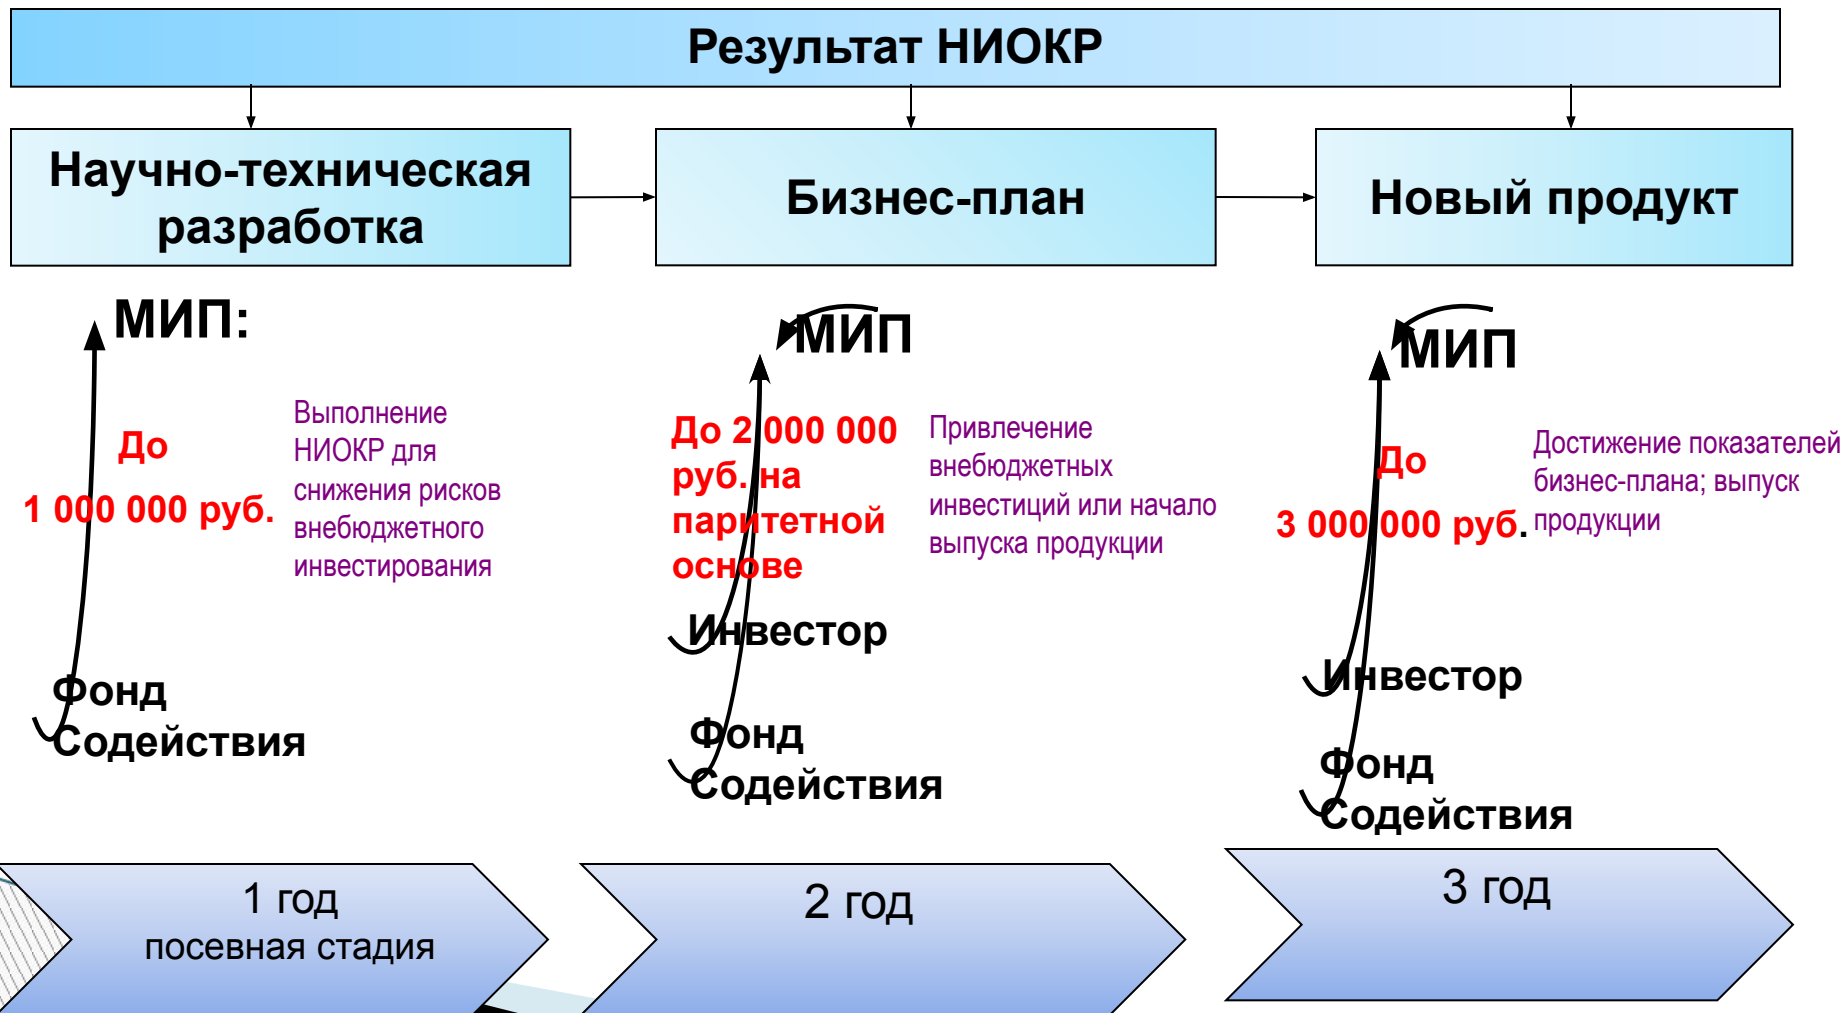 Результат НИОКР
Научно-техническая
разработка
Бизнес-план
Новый продукт
МИП:
До
1 000 000 руб.
Выполнение
НИОКР для
снижения рисков
внебюджетного
инвестирования
Фонд
Содействия
МИП
До 2 000 000
руб. на
паритетной
основе
Привлечение
внебюджетных
инвестиций или начало
выпуска продукции
Инвестор
Фонд
Содействия
МИП
До
3 000 000 руб.
Достижение показателей
бизнес-плана; выпуск
продукции
Инвестор
Фонд
Содействия
1 год
посевная стадия
2 год
3 год